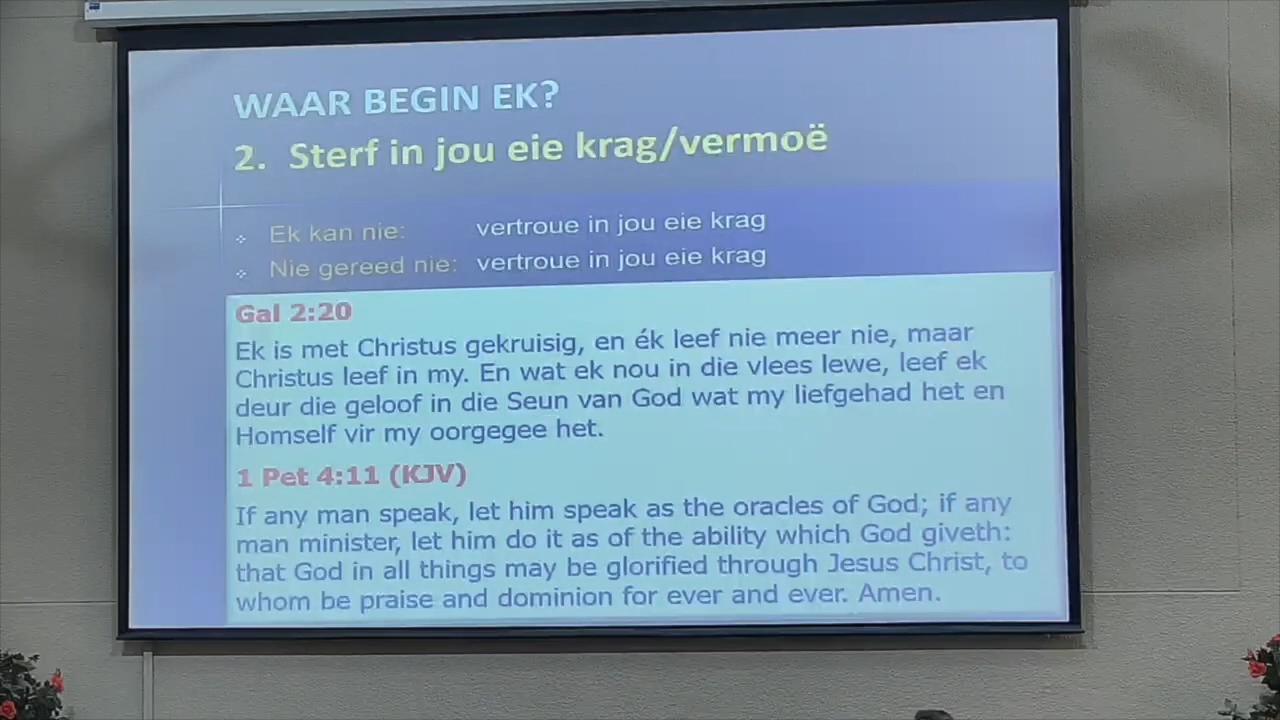 WAAR BEGIN EK?
2. Sterf in jou eie krag/vermoë
Ek kan nie: vertroue in jou eie krag
Nie gereed nie: vertroue in jou eie krag
Gal 2:20
Ek is met Christus gekruisig, en ék leef nie meer nie, maar
Christus leef in my. En wat ek nou in die vlees lewe, leef ek
deur die geloof in die Seun van God wat my liefgehad het en
Homself vir my oorgegee het.
1 Pet 4:11 (KJV)
If any man speak, let him speak as the oracles of God; if any
man minister, let him do it as of the ability which God giveth:
that God in all things may be glorified through Jesus Christ, to
whom be praise and dominion for ever and ever. Amen.